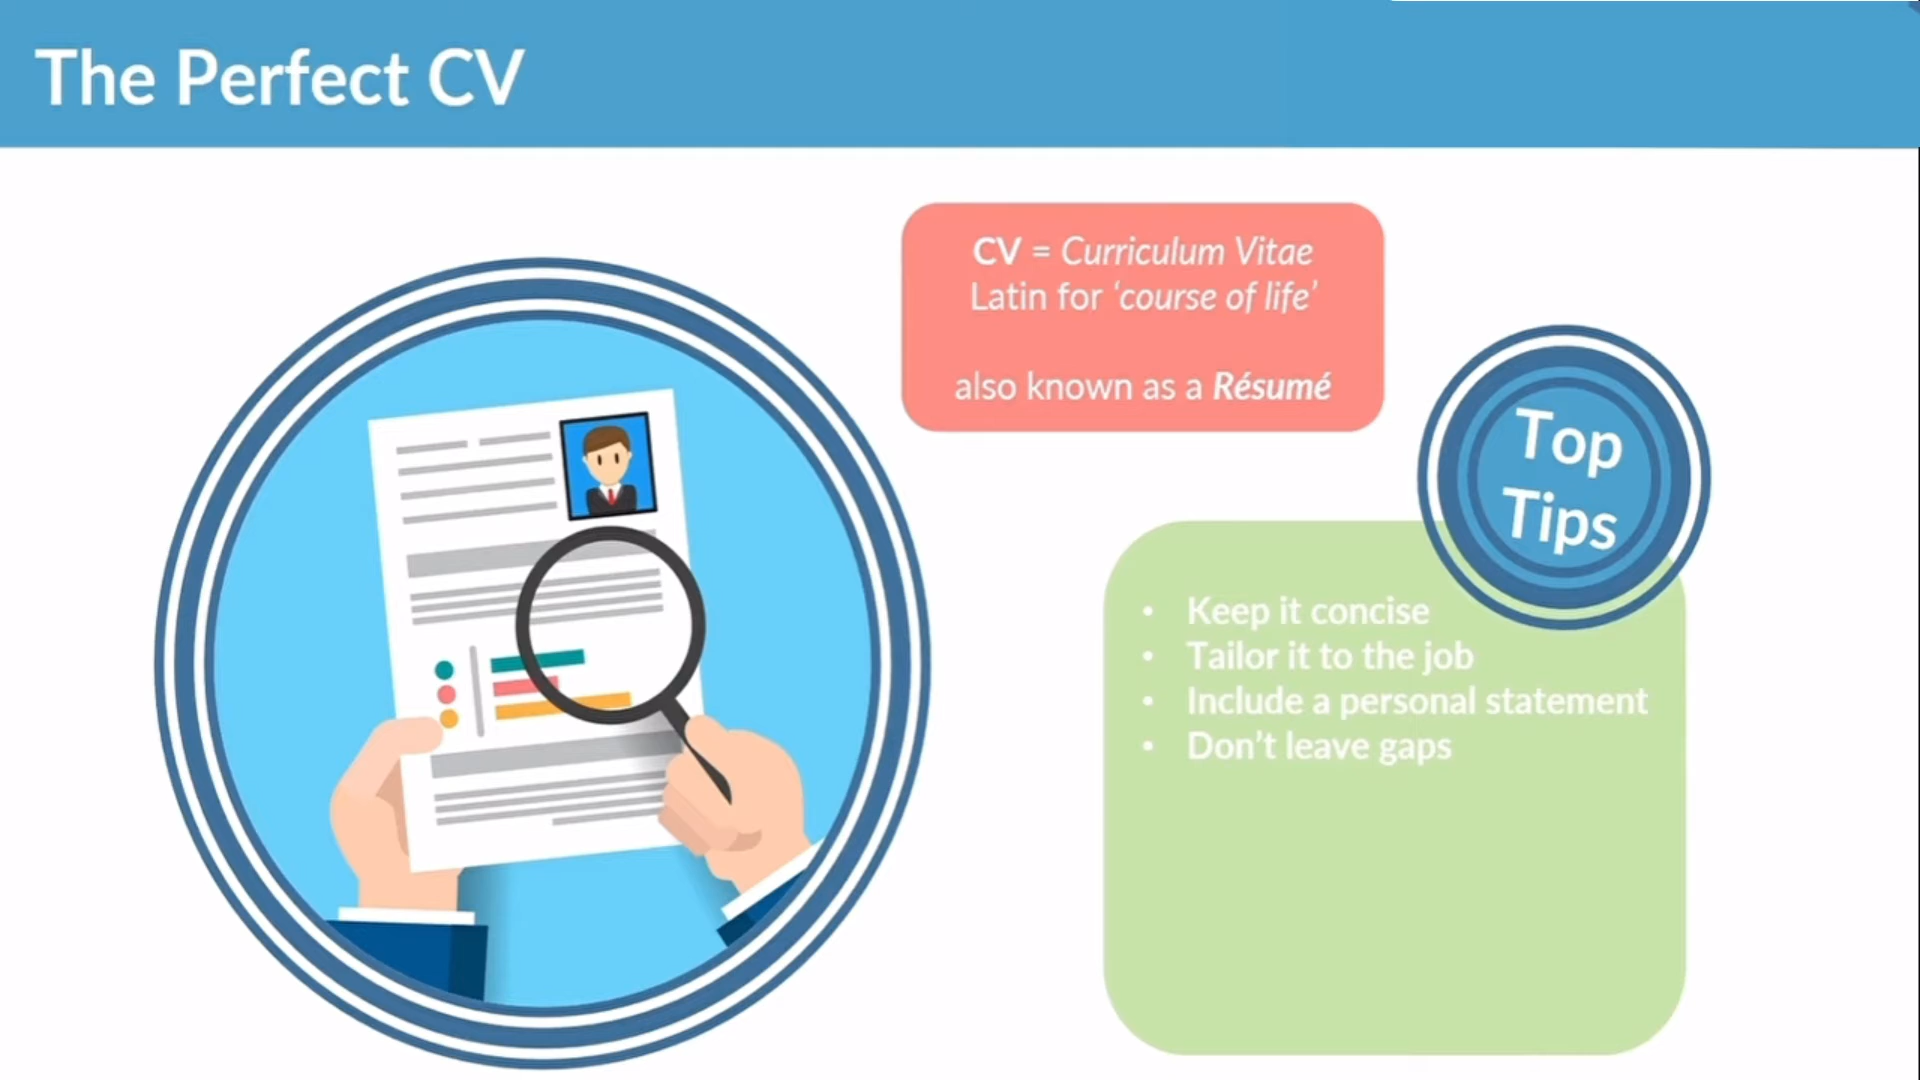 The Perfect CV
CV = Curriculum Vitae
Latin for ‘course of life’
also known as a Résumé
Top
Tips
• Keep it concise
• Tailor it to the job
• Include a personal statement
• Don’t leave gaps